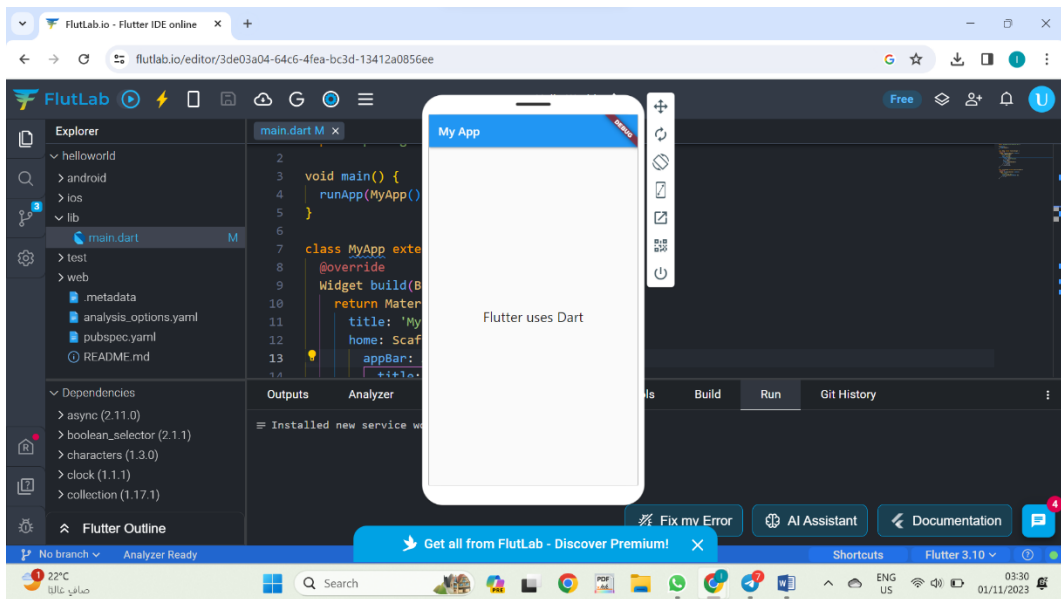 FlutLab.io - Flutter IDE online
flutlab.io/editor/3de03a04-64c6-4fea-bc3d-13412a0856ee
FlutLab
Free
U
Explorer
helloworld
android
ios
lib
main.dart M
test
web
.metadata
analysis_options.yaml
pubspec.yaml
README.md
3
Dependencies
async (2.11.0)
boolean_selector (2.1.1)
characters (1.3.0)
clock (1.1.1)
collection (1.17.1)
Flutter Outline
main.dart M
2
3 void main() {
4 runApp(MyApp()
5 }
6
7 class MyApp exte
8 @override
9 Widget build(B
10 return Mater
11 title: 'My
12 home: Scaf
13 appBar:
14 title:
My App
DEBUG
Flutter uses Dart
Outputs Analyzer ls Build Run Git History
Installed new service wo
Fix my Error AI Assistant Documentation
4
Get all from FlutLab - Discover Premium!
No branch Analyzer Ready Shortcuts Flutter 3.10
1
22°C
صافٍ غالبًا
Search
PRE
PDF
ENG
US
03:30
01/11/2023